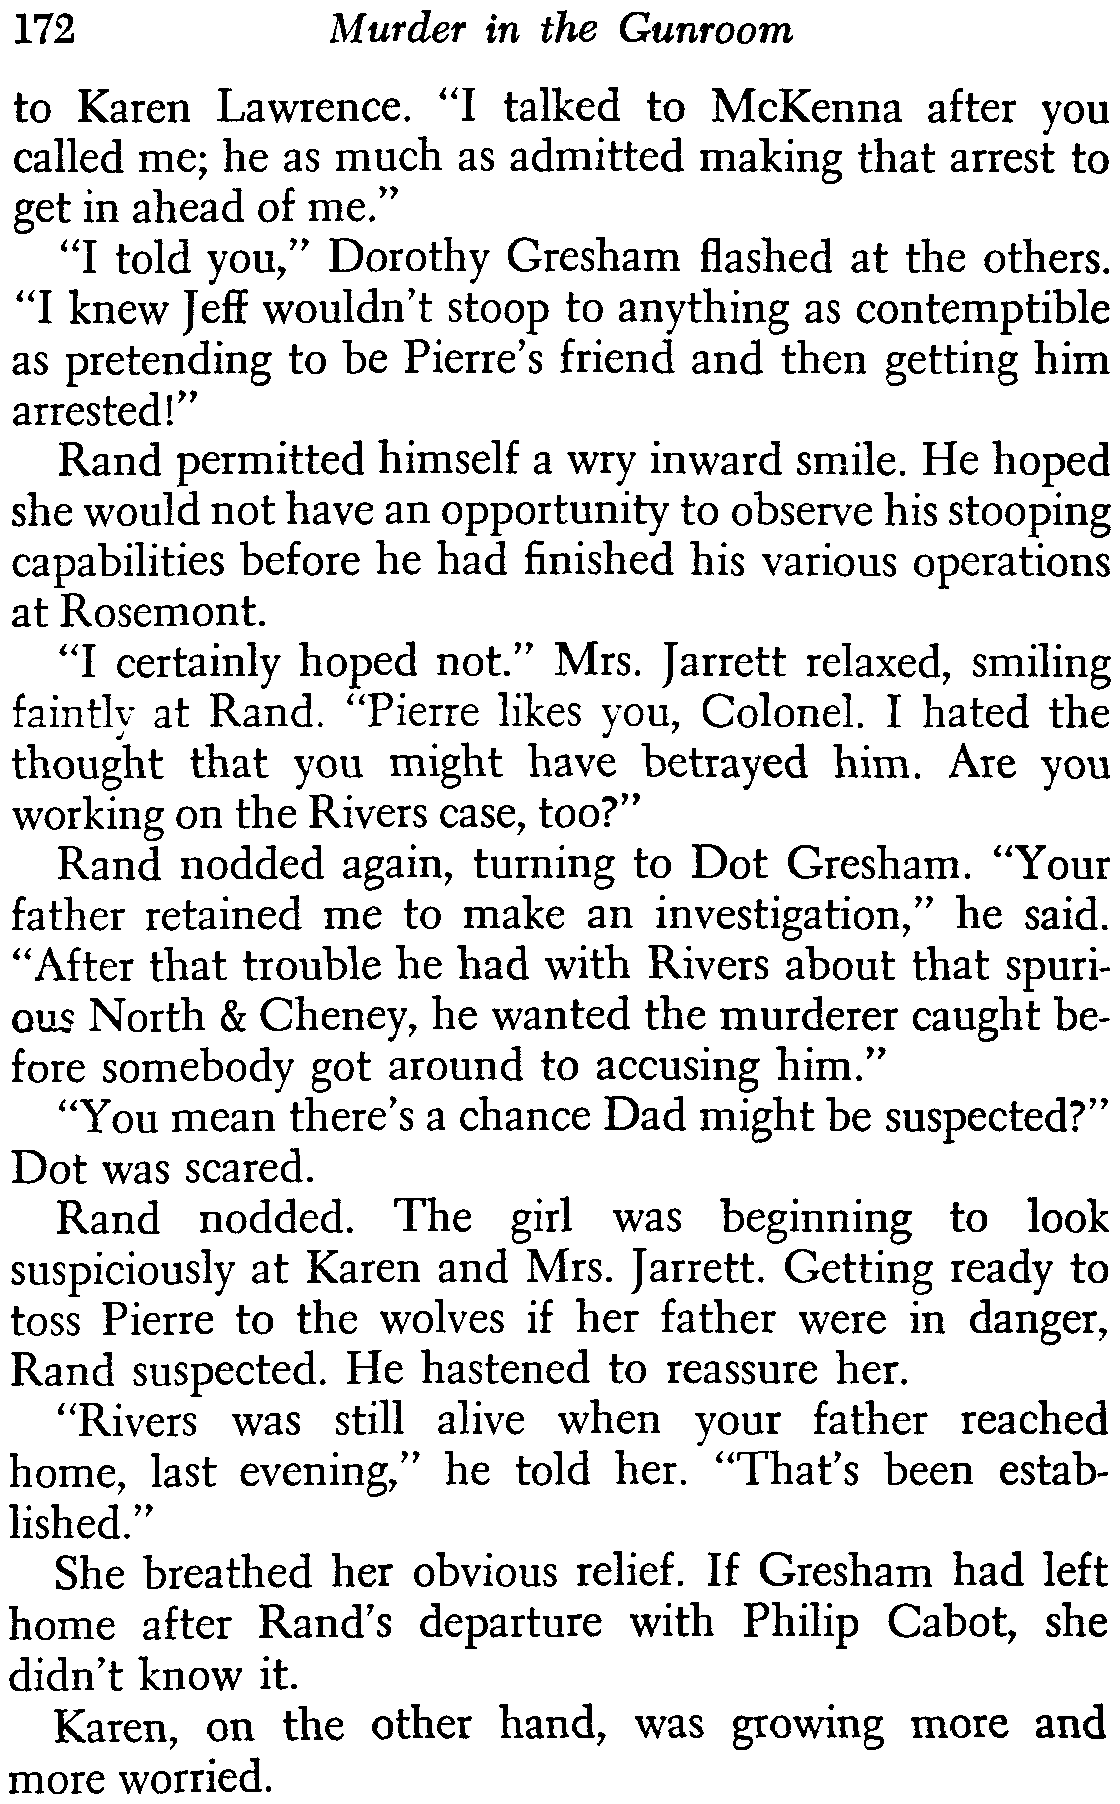 172 Murder in the Gunroom
to Karen Lawrence. “I talked to McKenna after you
called me; he as much as admitted making that arrest to
get in ahead of me.”
“I told you,” Dorothy Gresham flashed at the others.
“I knew Jeff wouldn’t stoop to anything as contemptible
as pretending to be Pierre’s friend and then getting him
arrested!”
Rand permitted himself a wry inward smile. He hoped
she would not have an opportunity to observe his stooping
capabilities before he had finished his various operations
at Rosemont.
“I certainly hoped not.” Mrs. Jarrett relaxed, smiling
faintly at Rand. “Pierre likes you, Colonel. I hated the
thought that you might have betrayed him. Are you
working on the Rivers case, too?”
Rand nodded again, turning to Dot Gresham. “Your
father retained me to make an investigation,” he said.
“After that trouble he had with Rivers about that spuri-
ous North & Cheney, he wanted the murderer caught be-
fore somebody got around to accusing him.”
“You mean there’s a chance Dad might be suspected?”
Dot was scared.
Rand nodded. The girl was beginning to look
suspiciously at Karen and Mrs. Jarrett. Getting ready to
toss Pierre to the wolves if her father were in danger,
Rand suspected. He hastened to reassure her.
“Rivers was still alive when your father reached
home, last evening,” he told her. “That’s been estab-
lished.”
She breathed her obvious relief. If Gresham had left
home after Rand’s departure with Philip Cabot, she
didn’t know it.
Karen, on the other hand, was growing more and
more worried.